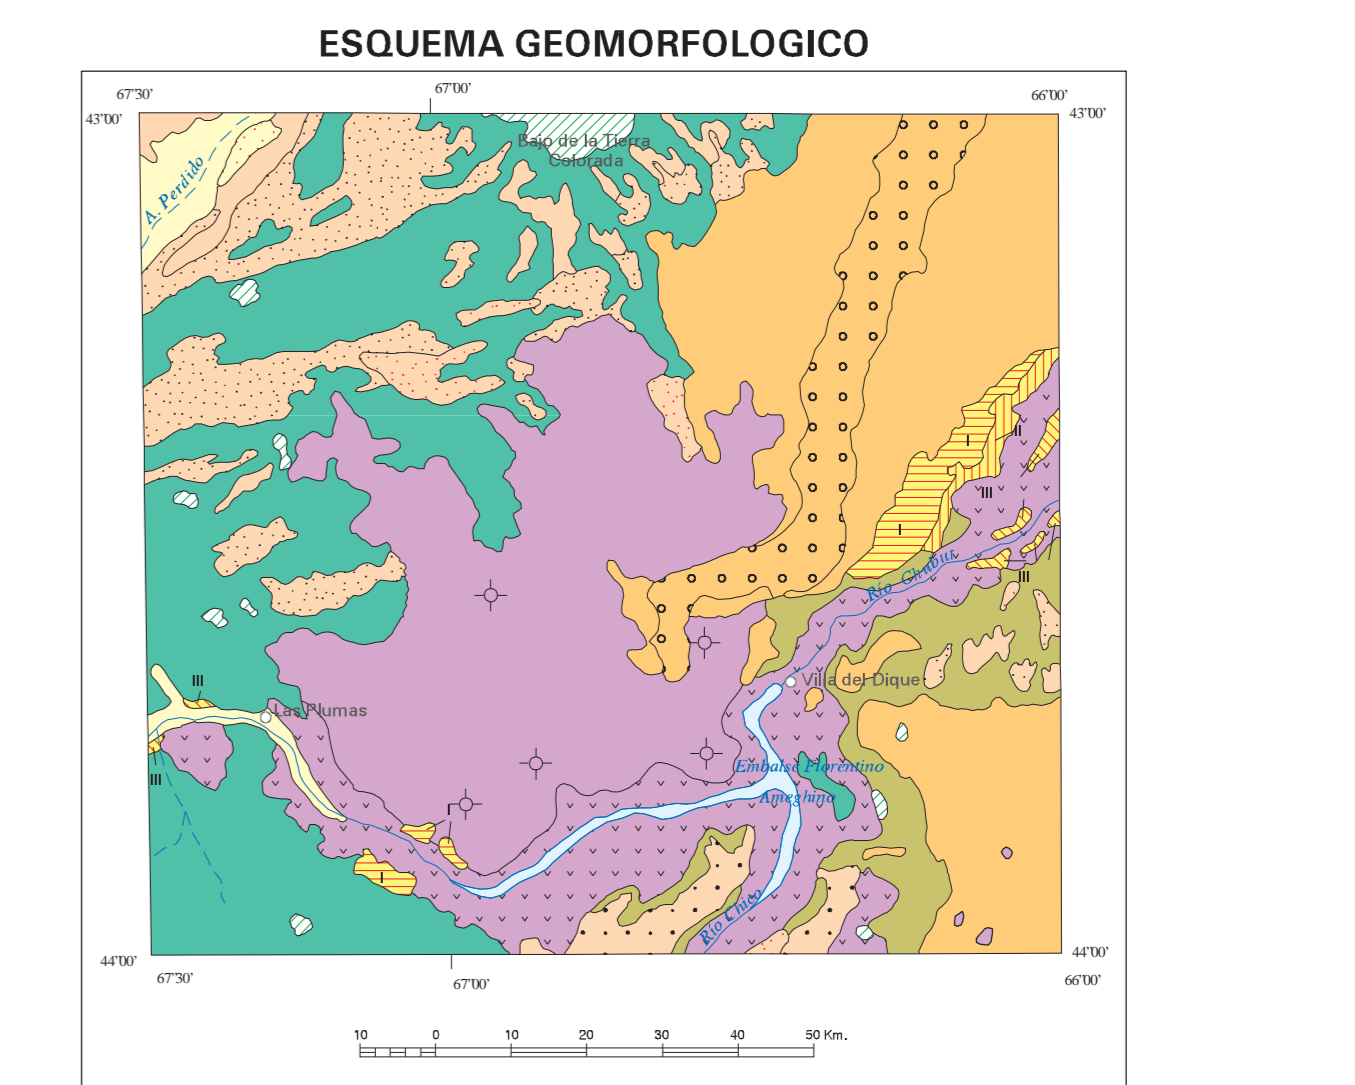 ESQUEMA GEOMORFOLOGICO
67'30'
67'00'
66'00'
43'00'
43'00'
Bajo de la Tierra
Colorada
A. Perdido
II
I
III
I
Río Chubut
III
III
Villa del Dique
Las Plumas
III
Embalse Florentino
Ameghino
I
I
Río Chico
44'00'
44'00'
67'30'
67'00'
66'00'
10 0 10 20 30 40 50 Km.